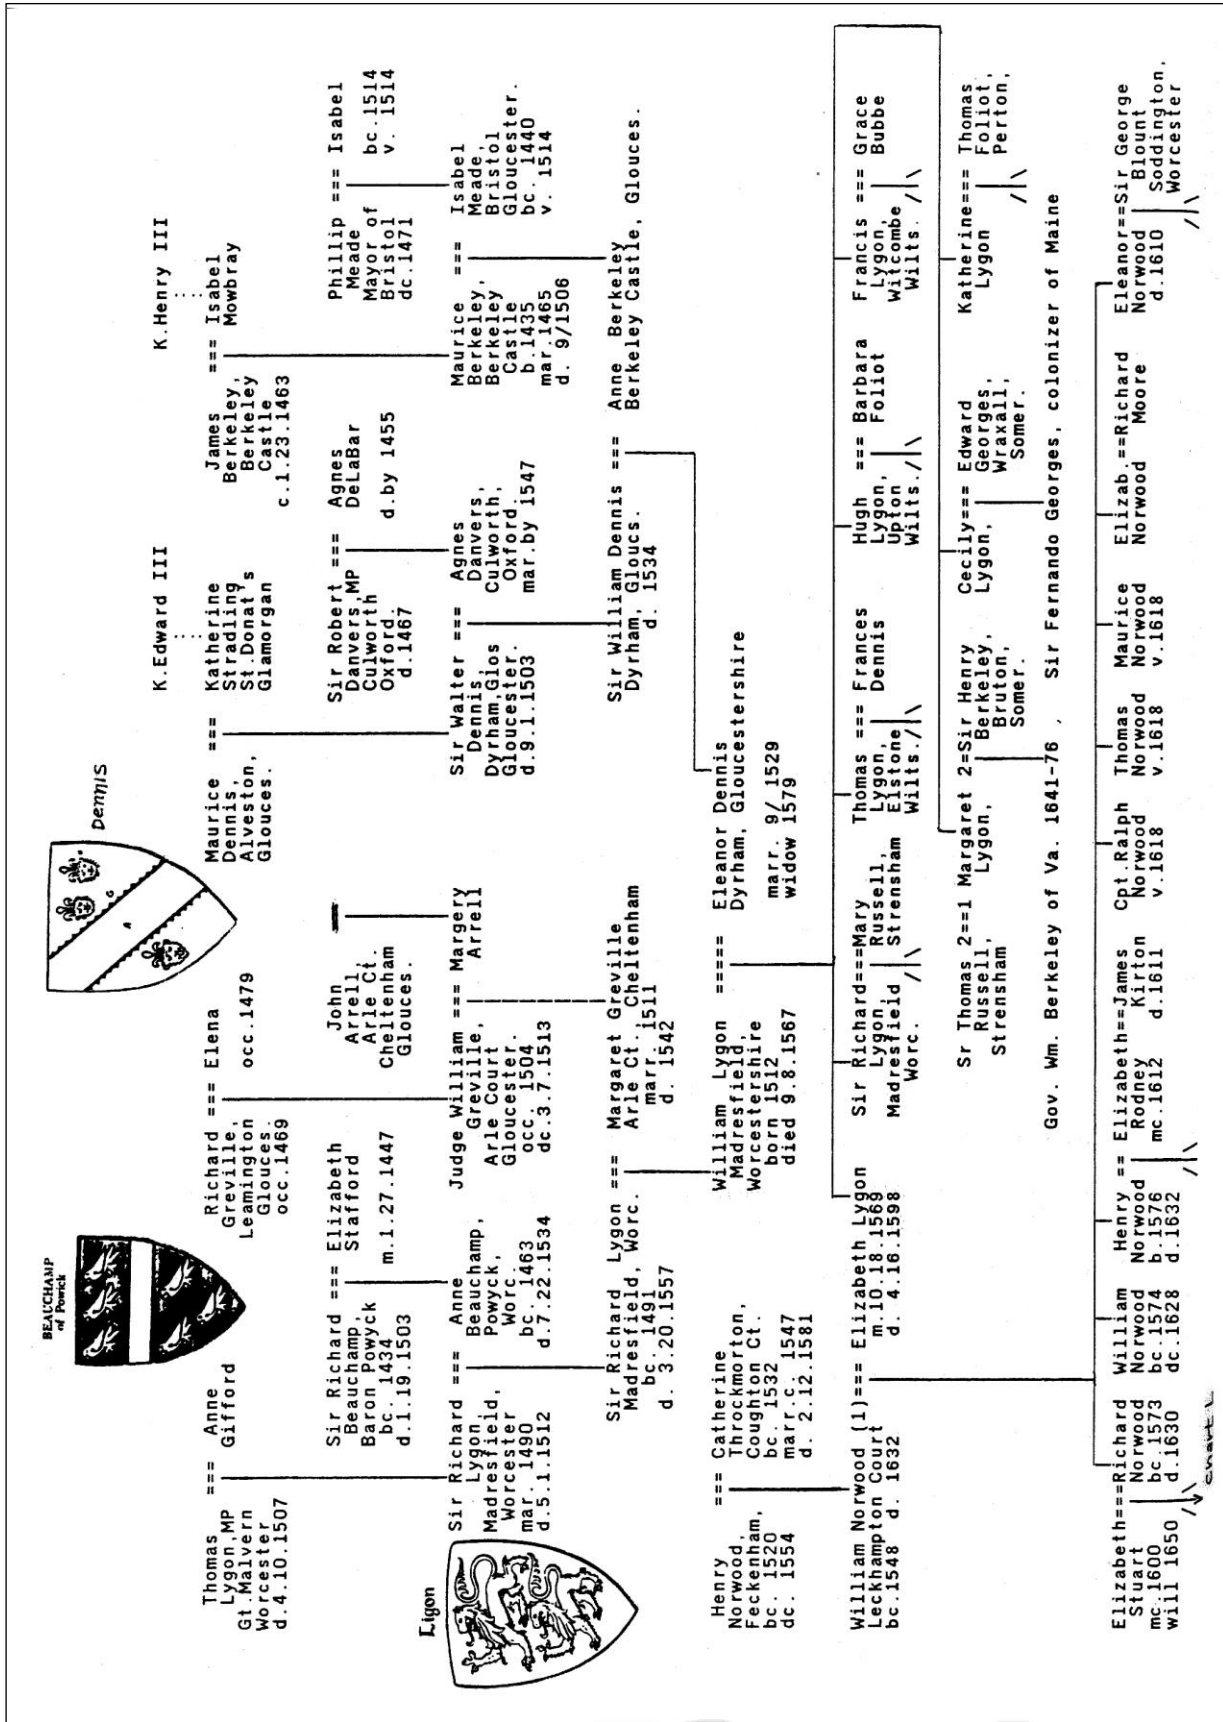 BEAUCHAMP
of Powick
Dennis
K.Edward III
K.Henry III
Thomas === Anne
Lygon,MP Gifford
Gt.Malvern
Worcester
d.4.10.1507
Richard === Elena
Greville,
Leamington occ.1479
Glouces.
occ.1469
Maurice === Katherine
Dennis, Stradling
Alveston, St.Donat's
Glouces. Glamorgan
James === Isabel
Berkeley, Mowbray
Berkeley
Castle
c.1.23.1463
Sir Richard === Elizabeth
Beauchamp, Stafford
Baron Powyck
bc. 1434 m.1.27.1447
d.1.19.1503
John
Arrell,
Arle Ct.
Cheltenham
Glouces.
Sir Robert === Agnes
Danvers,MP DeLaBar
Culworth
Oxford. d.by 1455
d.1467
Phillip === Isabel
Meade
Mayor of bc.1514
Bristol v. 1514
dc.1471
Ligon
Sir Richard === Anne
Lygon, Beauchamp,
Madresfield, Powyck,
Worcester Worc.
mar. 1490 bc. 1463
d.5.1.1512 d.7.22.1534
Judge William === Margery
Greville, Arrell
Arle Court
Gloucester.
occ. 1504
dc.3.7.1513
Sir Walter === Agnes
Dennis, Danvers,
Dyrham,Glos Culworth,
Gloucester. Oxford.
d.9.1.1503 mar.by 1547
Maurice === Isabel
Berkeley, Meade,
Berkeley Bristol
Castle Gloucester.
b.1435 bc. 1440
mar.1465 v. 1514
d. 9/1506
Sir Richard Lygon === Margaret Greville
Madresfield, Worc. Arle Ct., Cheltenham
bc. 1491 marr. 1511
d. 3.20.1557 d. 1542
Sir William Dennis === Anne Berkeley
Dyrham, Gloucs. Berkeley Castle, Glouces.
d. 1534
Henry === Catherine
Norwood, Throckmorton,
Feckenham, Coughton Ct.
bc. 1520 bc. 1532
dc. 1554 marr.c. 1547
d. 2.12.1581
William Lygon ===== Eleanor Dennis
Madresfield, Dyrham, Gloucestershire
Worcestershire
born 1512 marr. 9/ 1529
died 9.8.1567 widow 1579
William Norwood (1)=== Elizabeth Lygon
Leckhampton Court m.10.18.1569
bc.1548 d. 1632 d. 4.16.1598
Sir Richard===Mary
Lygon, Russell,
Madresfield Strensham
Worc. /|\
Thomas === Frances
Lygon, Dennis
Elstone
Wilts./|\
Hugh === Barbara
Lygon, Foliot
Upton
Wilts./|\
Francis === Grace
Lygon, Bubbe
Witcombe
Wilts. /|\
Sr Thomas 2==1 Margaret 2=Sir Henry
Russell, Lygon, Berkeley,
Strensham Bruton,
Somer.
Cecily=== Edward
Lygon, Georges,
Wraxall,
Somer.
Katherine=== Thomas
Lygon Foliot,
/|\ Perton,
Gov. Wm. Berkeley of Va. 1641-76 , Sir Fernando Georges, colonizer of Maine
Elizabeth===Richard
Stuart Norwood
mc.1600 bc.1573
will 1650 d.1630
/|\
William
Norwood
bc.1574
dc.1628
Henry == Elizabeth==James
Norwood Rodney Kirton
b.1576 mc.1612 d.1611
d.1632
/|\
Cpt.Ralph
Norwood
v.1618
Thomas
Norwood
v.1618
Maurice
Norwood
v.1618
Elizab.==Richard
Norwood Moore
Eleanor==Sir George
Norwood Blount
d.1610 Soddington,
/|\ Worcester